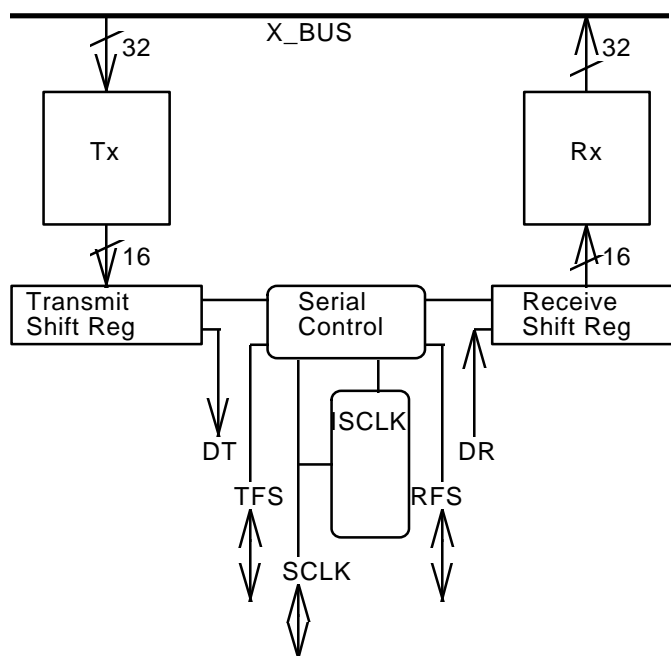 X_BUS
32
32
Tx
Rx
16
16
Transmit
Shift Reg
Serial
Control
Receive
Shift Reg
ISCLK
DT
DR
TFS
RFS
SCLK